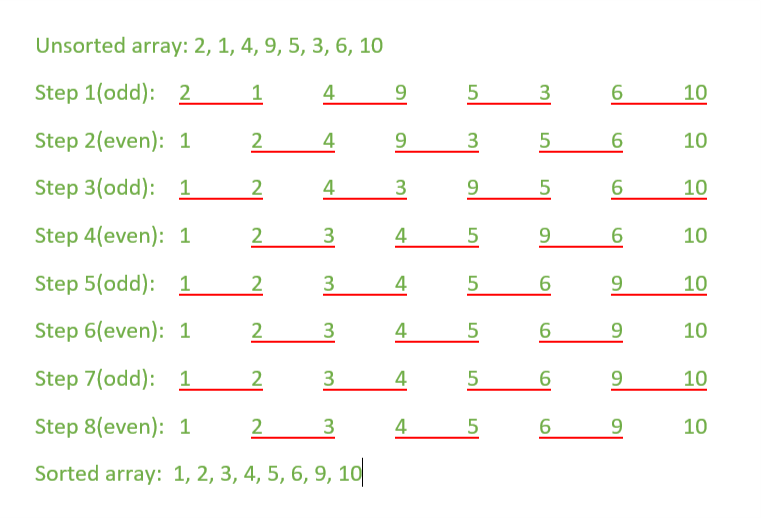 Unsorted array: 2, 1, 4, 9, 5, 3, 6, 10
Step 1(odd): 2 1 4 9 5 3 6 10
Step 2(even): 1 2 4 9 3 5 6 10
Step 3(odd): 1 2 4 3 9 5 6 10
Step 4(even): 1 2 3 4 5 9 6 10
Step 5(odd): 1 2 3 4 5 6 9 10
Step 6(even): 1 2 3 4 5 6 9 10
Step 7(odd): 1 2 3 4 5 6 9 10
Step 8(even): 1 2 3 4 5 6 9 10
Sorted array: 1, 2, 3, 4, 5, 6, 9, 10